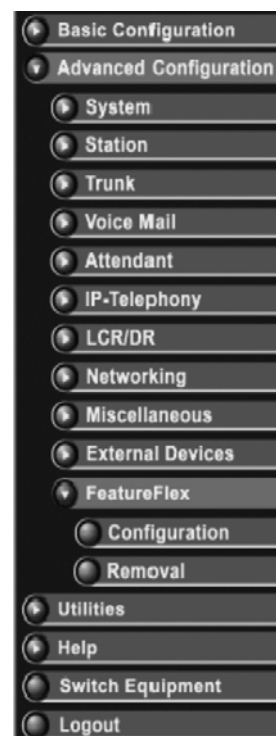 Basic Configuration
Advanced Configuration
System
Station
Trunk
Voice Mail
Attendant
IP-Telephony
LCR/DR
Networking
Miscellaneous
External Devices
FeatureFlex
Configuration
Removal
Utilities
Help
Switch Equipment
Logout